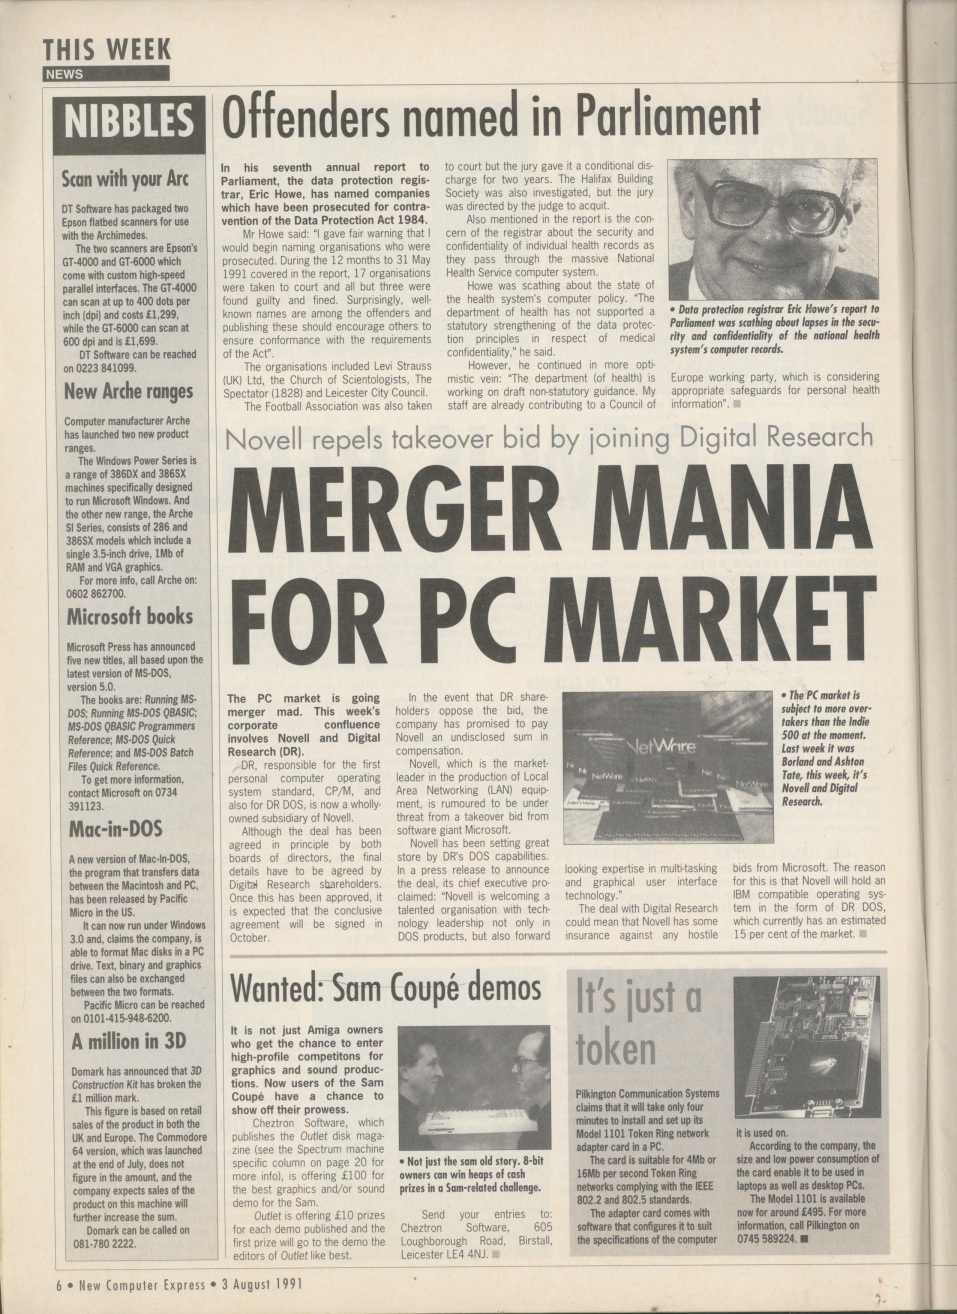 THIS WEEK
NEWS
NIBBLES
Scan with your Arc
DT Software has packaged two
Epson flatbed scanners for use
with the Archimedes.
The two scanners are Epson's
GT-4000 and GT-6000 which
come with custom high-speed
parallel interfaces. The GT-4000
can scan at up to 400 dots per
inch (dpi) and costs £1,299,
while the GT-6000 can scan at
600 dpi and is £1,699.
DT Software can be reached
on 0223 841099.
New Arche ranges
Computer manufacturer Arche
has launched two new product
ranges.
The Windows Power Series is
a range of 386DX and 386SX
machines specifically designed
to run Microsoft Windows. And
the other new range, the Arche
SI Series, consists of 286 and
386SX models which include a
single 3.5-inch drive, 1Mb of
RAM and VGA graphics.
For more info, call Arche on:
0602 862700.
Microsoft books
Microsoft Press has announced
five new titles, all based upon the
latest version of MS-DOS,
version 5.0.
The books are: Running MS-
DOS; Running MS-DOS QBASIC;
MS-DOS QBASIC Programmers
Reference; MS-DOS Quick
Reference; and MS-DOS Batch
Files Quick Reference.
To get more information,
contact Microsoft on 0734
391123.
Mac-in-DOS
A new version of Mac-In-DOS,
the program that transfers data
between the Macintosh and PC,
has been released by Pacific
Micro in the US.
It can now run under Windows
3.0 and, claims the company, is
able to format Mac disks in a PC
drive. Text, binary and graphics
files can also be exchanged
between the two formats.
Pacific Micro can be reached
on 0101-415-948-6200.
A million in 3D
Domark has announced that 3D
Construction Kit has broken the
£1 million mark.
This figure is based on retail
sales of the product in both the
UK and Europe. The Commodore
64 version, which was launched
at the end of July, does not
figure in the amount, and the
company expects sales of the
product on this machine will
further increase the sum.
Domark can be called on
081-780 2222.
Offenders named in Parliament
In his seventh annual report to
Parliament, the data protection regis-
trar, Eric Howe, has named companies
which have been prosecuted for contra-
vention of the Data Protection Act 1984.
Mr Howe said: "I gave fair warning that I
would begin naming organisations who were
prosecuted. During the 12 months to 31 May
1991 covered in the report, 17 organisations
were taken to court and all but three were
found guilty and fined. Surprisingly, well-
known names are among the offenders and
publishing these should encourage others to
ensure conformance with the requirements
of the Act".
The organisations included Levi Strauss
(UK) Ltd, the Church of Scientologists, The
Spectator (1828) and Leicester City Council.
The Football Association was also taken
to court but the jury gave it a conditional dis-
charge for two years. The Halifax Building
Society was also investigated, but the jury
was directed by the judge to acquit.
Also mentioned in the report is the con-
cern of the registrar about the security and
confidentiality of individual health records as
they pass through the massive National
Health Service computer system.
Howe was scathing about the state of
the health system's computer policy. "The
department of health has not supported a
statutory strengthening of the data protec-
tion principles in respect of medical
confidentiality," he said.
However, he continued in more opti-
mistic vein: "The department (of health) is
working on draft non-statutory guidance. My
staff are already contributing to a Council of
• Data protection registrar Eric Howe's report to
Parliament was scathing about lapses in the secu-
rity and confidentiality of the national health
system's computer records.
Europe working party, which is considering
appropriate safeguards for personal health
information".
Novell repels takeover bid by joining Digital Research
MERGER MANIA
FOR PC MARKET
The PC market is going
merger mad. This week's
corporate confluence
involves Novell and Digital
Research (DR).
DR, responsible for the first
personal computer operating
system standard, CP/M, and
also for DR DOS, is now a wholly-
owned subsidiary of Novell.
Although the deal has been
agreed in principle by both
boards of directors, the final
details have to be agreed by
Digital Research shareholders.
Once this has been approved, it
is expected that the conclusive
agreement will be signed in
October.
In the event that DR share-
holders oppose the bid, the
company has promised to pay
Novell an undisclosed sum in
compensation.
Novell, which is the market-
leader in the production of Local
Area Networking (LAN) equip-
ment, is rumoured to be under
threat from a takeover bid from
software giant Microsoft.
Novell has been setting great
store by DR's DOS capabilities.
In a press release to announce
the deal, its chief executive pro-
claimed: "Novell is welcoming a
talented organisation with tech-
nology leadership not only in
DOS products, but also forward
NetWare
NetWare
NetWare
NetWare
• The PC market is
subject to more over-
takers than the Indie
500 at the moment.
Last week it was
Borland and Ashton
Tate, this week, it's
Novell and Digital
Research.
looking expertise in multi-tasking
and graphical user interface
technology."
The deal with Digital Research
could mean that Novell has some
insurance against any hostile
bids from Microsoft. The reason
for this is that Novell will hold an
IBM compatible operating sys-
tem in the form of DR DOS,
which currently has an estimated
15 per cent of the market.
Wanted: Sam Coupé demos
It is not just Amiga owners
who get the chance to enter
high-profile competitons for
graphics and sound produc-
tions. Now users of the Sam
Coupé have a chance to
show off their prowess.
Cheztron Software, which
publishes the Outlet disk maga-
zine (see the Spectrum machine
specific column on page 20 for
more info), is offering £100 for
the best graphics and/or sound
demo for the Sam.
Outlet is offering £10 prizes
for each demo published and the
first prize will go to the demo the
editors of Outlet like best.
• Not just the sam old story. 8-bit
owners can win heaps of cash
prizes in a Sam-related challenge.
Send your entries to:
Cheztron Software, 605
Loughborough Road, Birstall,
Leicester LE4 4NJ.
It's just a
token
Pilkington Communication Systems
claims that it will take only four
minutes to install and set up its
Model 1101 Token Ring network
adapter card in a PC.
The card is suitable for 4Mb or
16Mb per second Token Ring
networks complying with the IEEE
802.2 and 802.5 standards.
The adapter card comes with
software that configures it to suit
the specifications of the computer
it is used on.
According to the company, the
size and low power consumption of
the card enable it to be used in
laptops as well as desktop PCs.
The Model 1101 is available
now for around £495. For more
information, call Pilkington on
0745 589224.
6 • New Computer Express • 3 August 1991